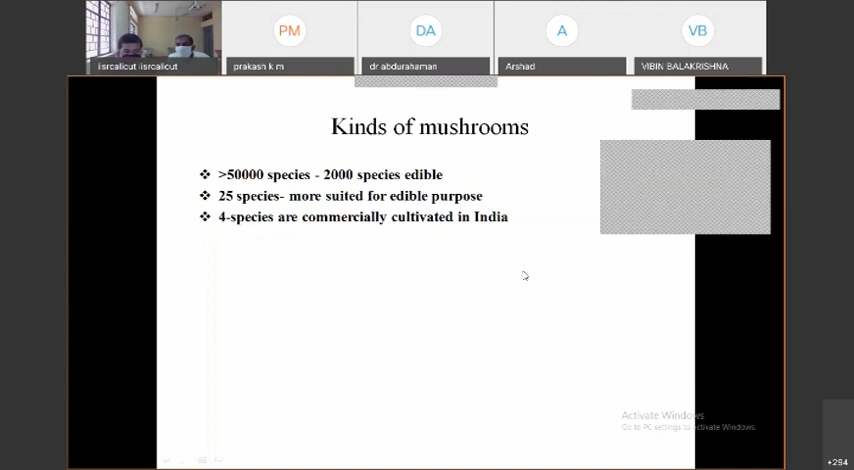 PM
DA
A
VB
iisrcalicut iisrcalicut
prakash k m
dr abdurahaman
Arshad
VIBIN BALAKRISHNA
Kinds of mushrooms
❖ >50000 species - 2000 species edible
❖ 25 species- more suited for edible purpose
❖ 4-species are commercially cultivated in India
Activate Windows
Go to PC settings to activate Windows.
+294